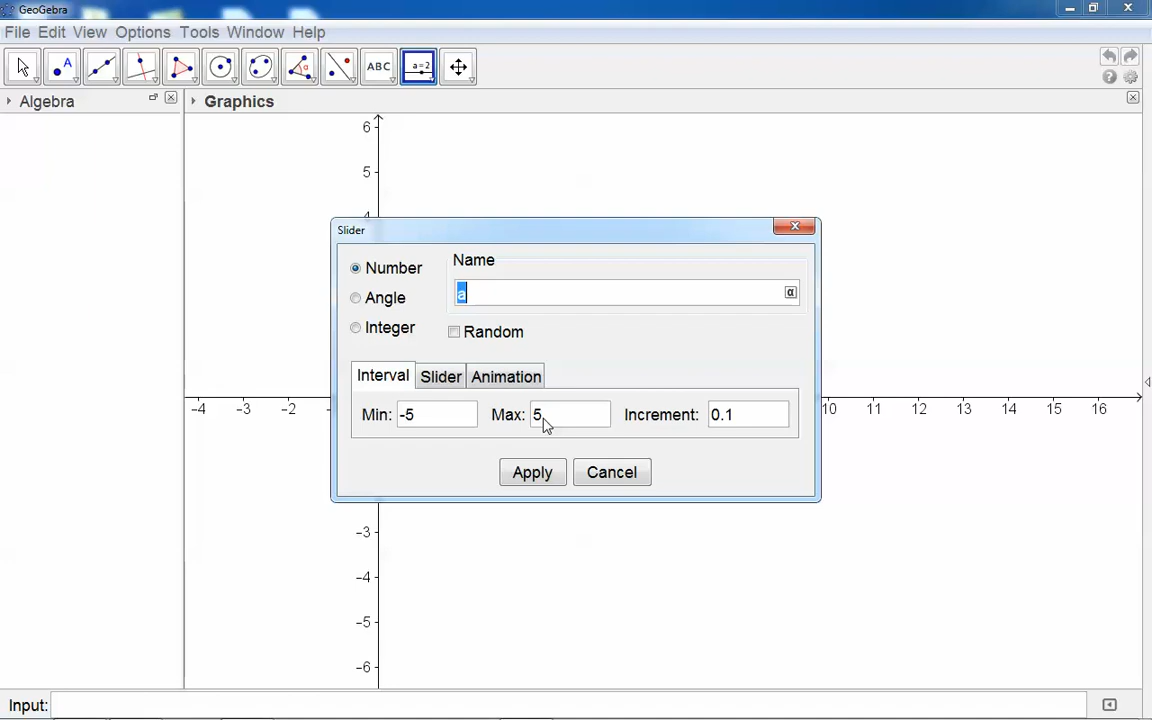 GeoGebra
File Edit View Options Tools Window Help
A ABC a=2
Algebra Graphics
6
5
4
Slider
Number Name
a α
Angle
Integer Random
Interval Slider Animation
Min: -5 Max: 5 Increment: 0.1
-4 -3 -2 -1 10 11 12 13 14 15 16
Apply Cancel
-3
-4
-5
-6
Input: